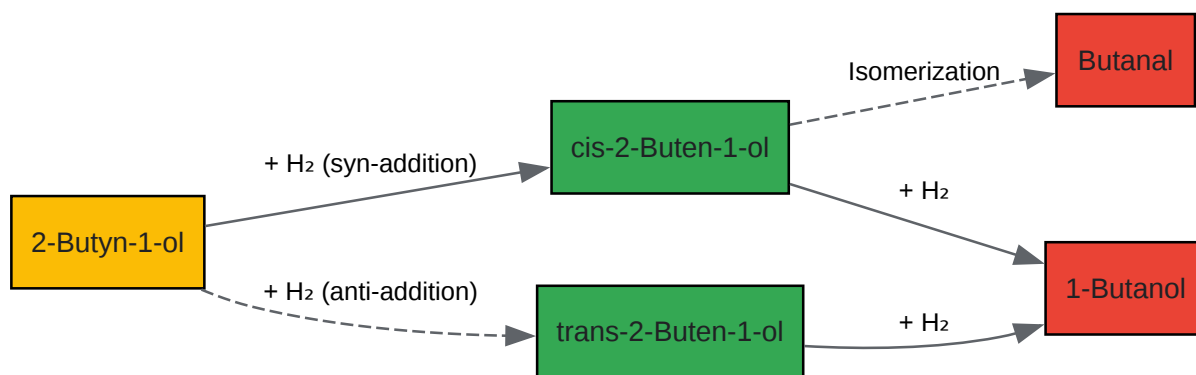 Butanal
Isomerization
cis-2-Buten-1-ol
+ H₂ (syn-addition)
+ H₂
2-Butyn-1-ol
+ H₂ (anti-addition)
1-Butanol
+ H₂
trans-2-Buten-1-ol